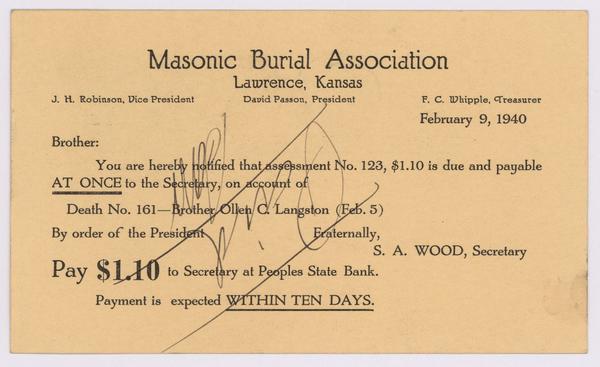 Masonic Burial Association
Lawrence, Kansas
J. H. Robinson, Vice President David Passon, President F. C. Whipple, Treasurer
February 9, 1940
Brother:
You are hereby notified that assessment No. 123, $1.10 is due and payable
AT ONCE to the Secretary, on account of
Death No. 161—Brother Ollen C. Langston (Feb. 5)
By order of the President Fraternally,
S. A. WOOD, Secretary
Pay $1.10 to Secretary at Peoples State Bank.
Payment is expected WITHIN TEN DAYS.